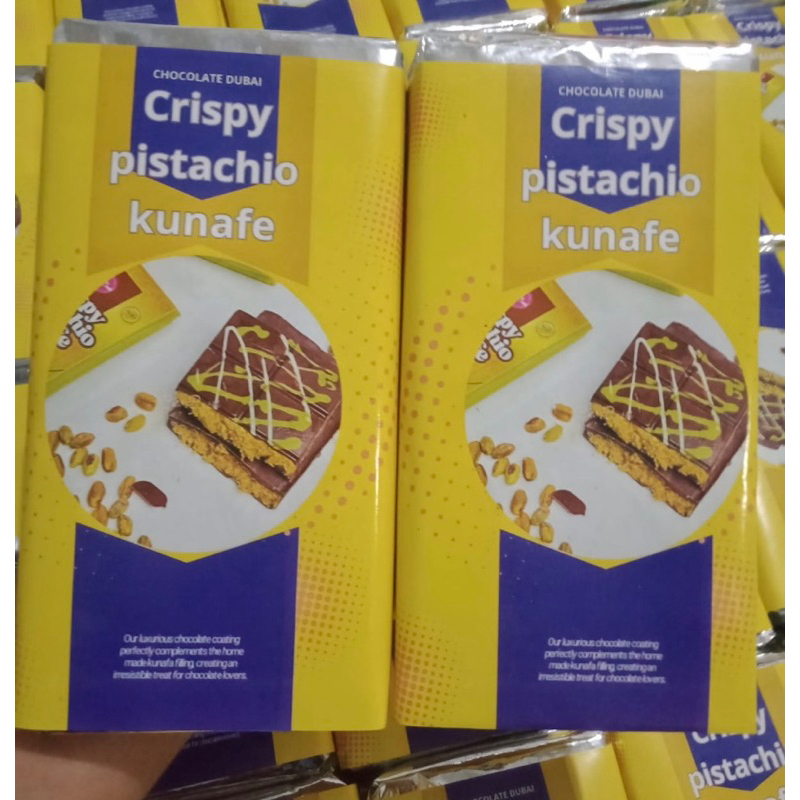 CHOCOLATE DUBAI
Crispy
pistachio
kunafe
Our luxurious chocolate coating
perfectly complements the home
made kunafa filling, creating an
irresistible treat for chocolate lovers.
CHOCOLATE DUBAI
Crispy
pistachio
kunafe
Our luxurious chocolate coating
perfectly complements the home
made kunafa filling, creating an
irresistible treat for chocolate lovers.
pistachio
CHOCOLATE DUBAI